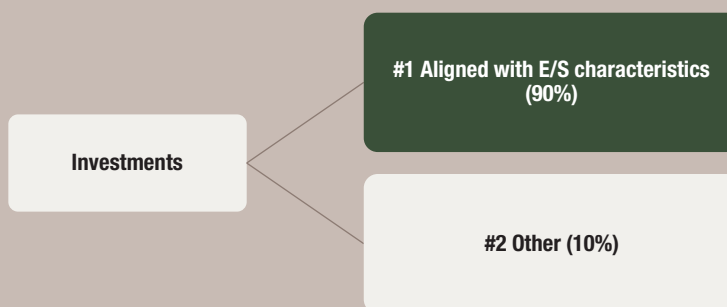 #1 Aligned with E/S characteristics
(90%)
Investments
#2 Other (10%)